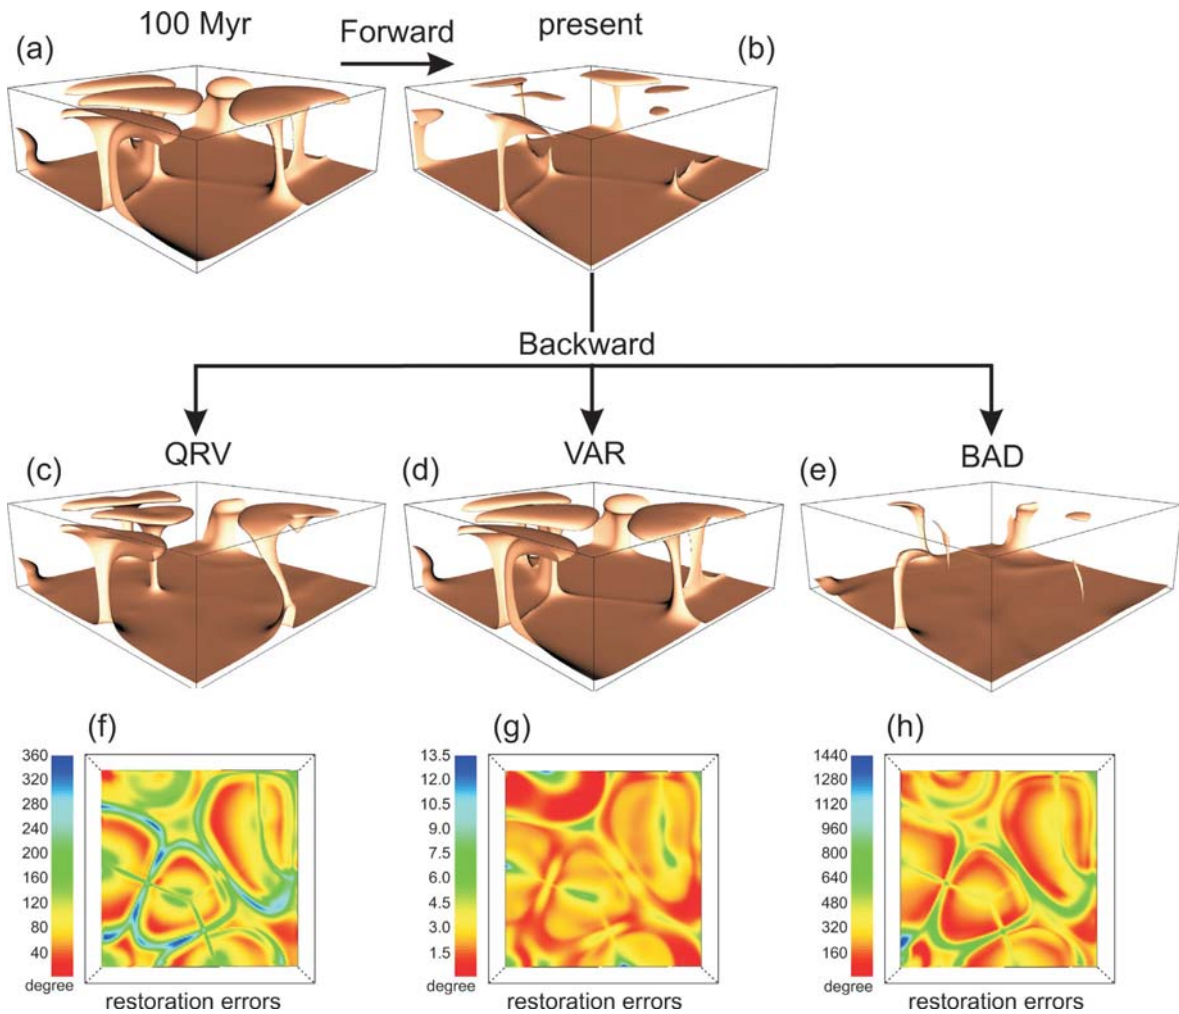 100 Myr
Forward
present
(a)
(b)
Backward
QRV
VAR
BAD
(c)
(d)
(e)
(f)
(g)
(h)
360
320
280
240
200
160
120
80
40
degree
restoration errors
13.5
12.0
10.5
9.0
7.5
6.0
4.5
3.0
1.5
degree
restoration errors
1440
1280
1120
960
800
640
480
320
160
degree
restoration errors